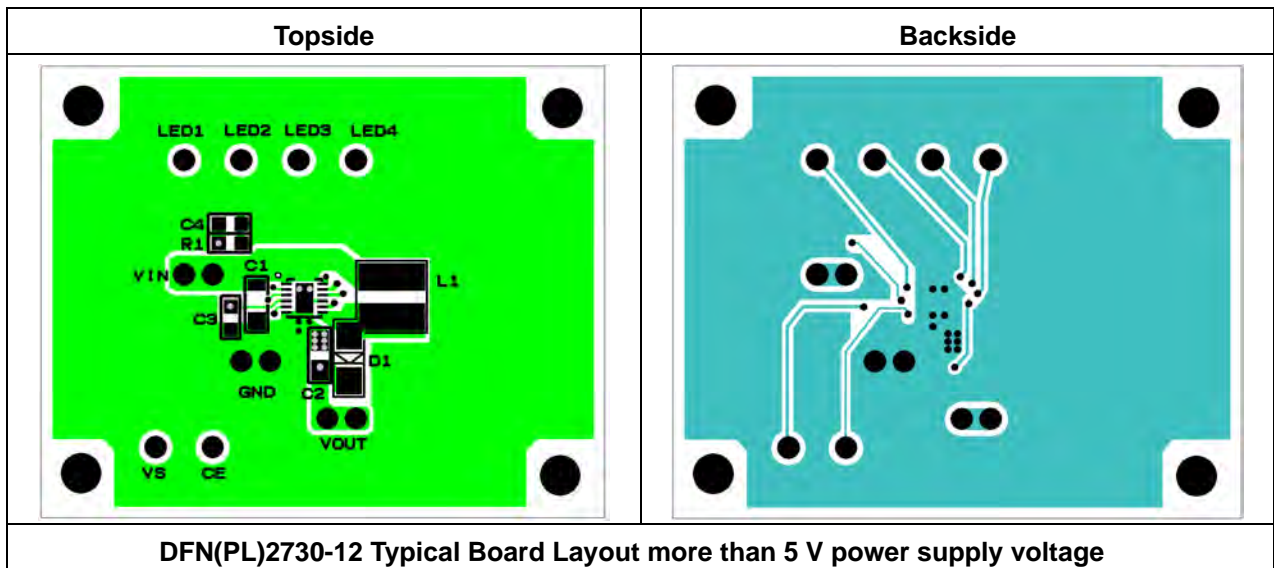 Topside
Backside
LED1 LED2 LED3 LED4
C4
R1
VIN
C1
L1
C3
D1
GND
C2
VOUT
VS CE
DFN(PL)2730-12 Typical Board Layout more than 5 V power supply voltage